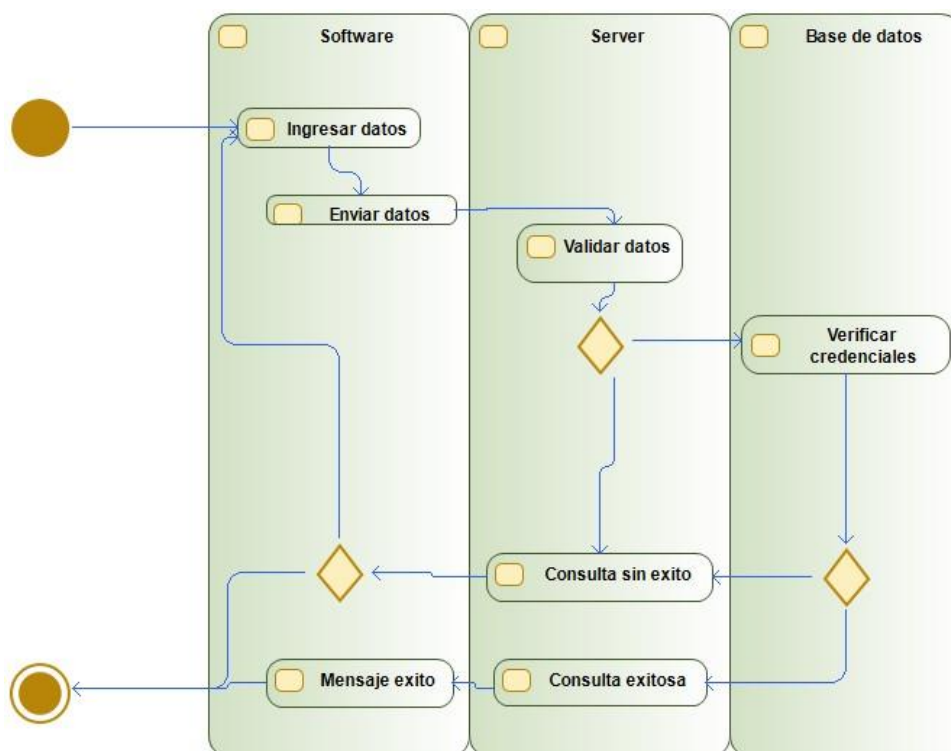 Software
Server
Base de datos
Ingresar datos
Enviar datos
Validar datos
Verificar
credenciales
Consulta sin exito
Mensaje exito
Consulta exitosa